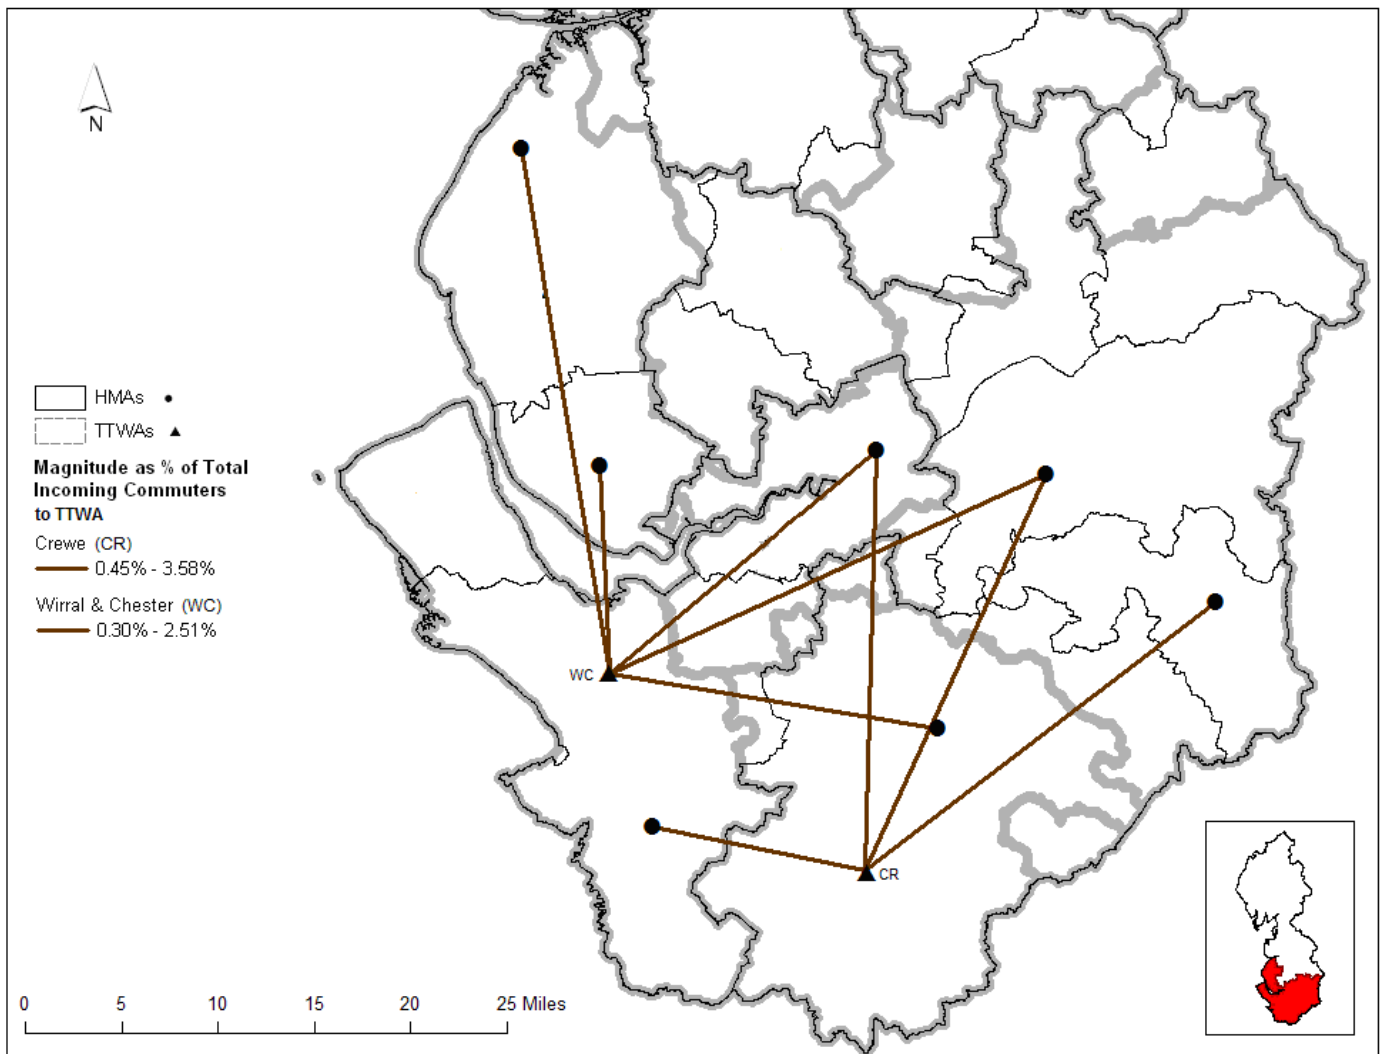 N
HMAs
TTWAs
Magnitude as % of Total
Incoming Commuters
to TTWA
Crewe (CR)
0.45% - 3.58%
Wirral & Chester (WC)
0.30% - 2.51%
WC
CR
0 5 10 15 20 25 Miles